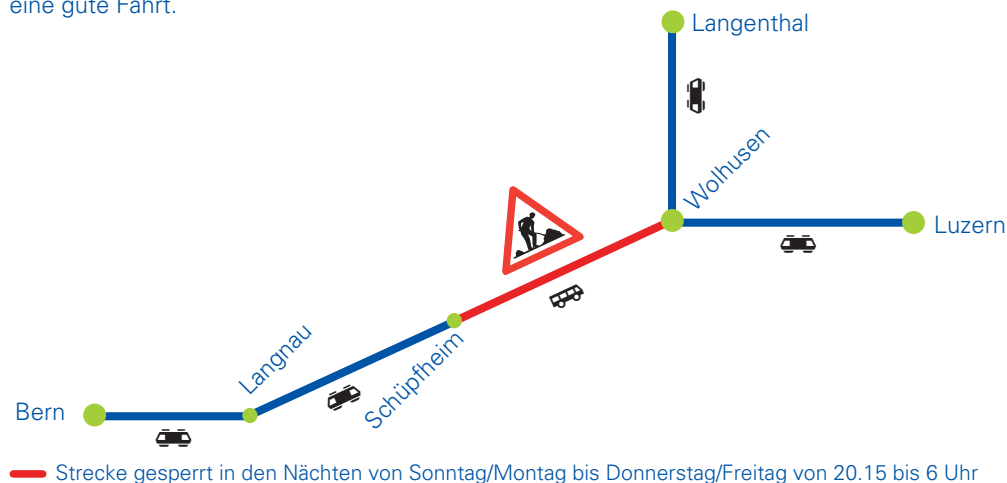 eine gute Fahrt.
Langenthal
Wolhusen
Luzern
Schüpfheim
Langnau
Bern
Strecke gesperrt in den Nächten von Sonntag/Montag bis Donnerstag/Freitag von 20.15 bis 6 Uhr